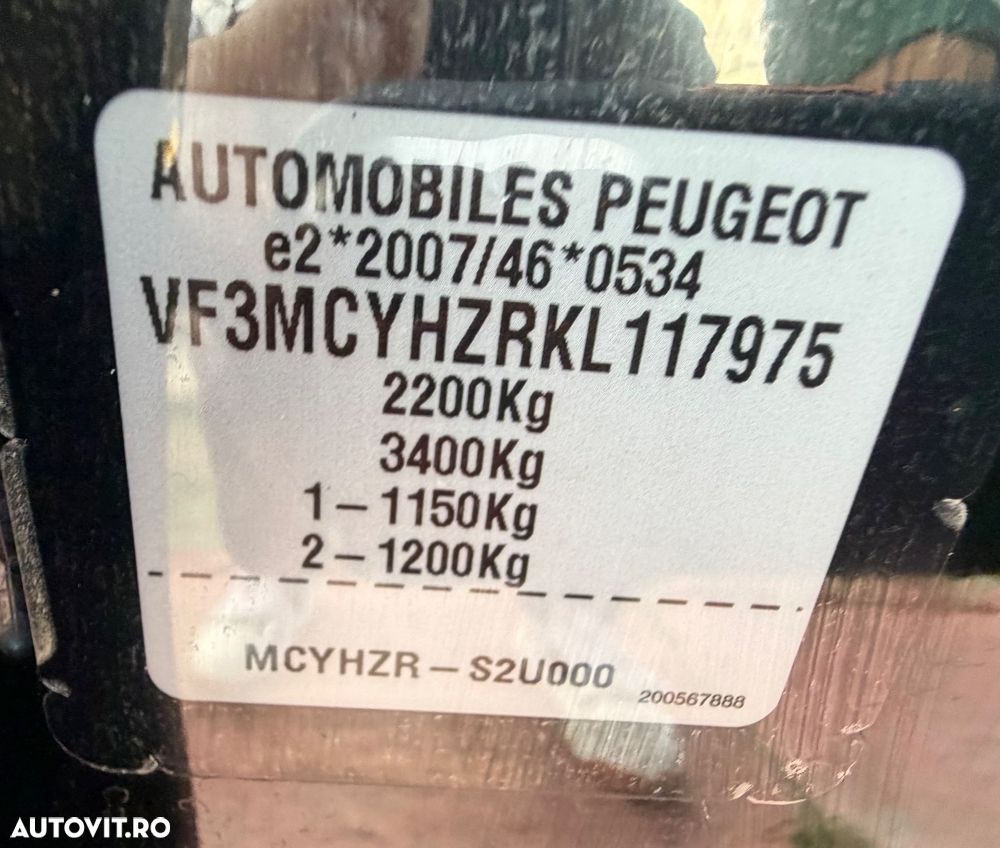 AUTOMOBILES PEUGEOT
e2*2007/46*0534
VF3MCYHZRKL117975
2200Kg
3400Kg
1-1150Kg
2-1200Kg
MCYHZR-S2U000
200567888
AUTOVIT.RO